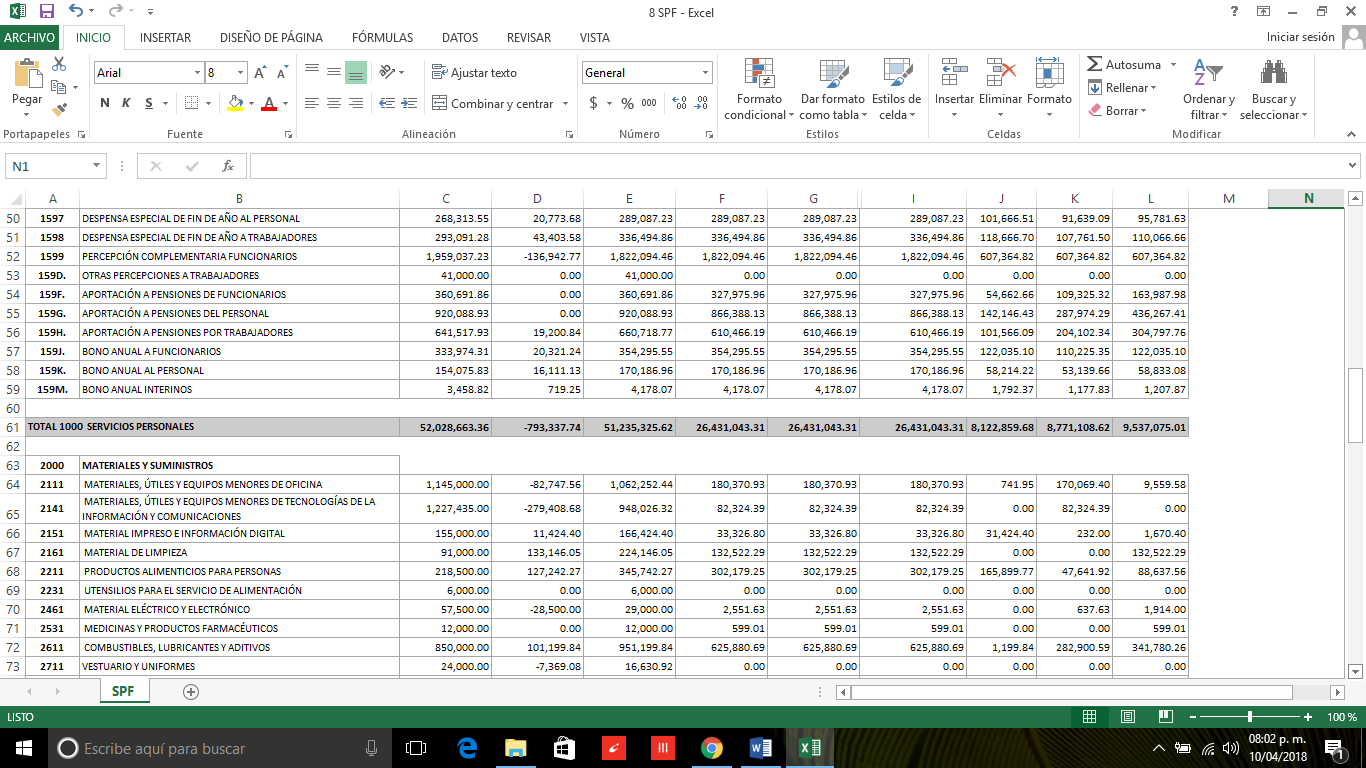 8 SPF - Excel
ARCHIVO INICIO INSERTAR DISEÑO DE PÁGINA FÓRMULAS DATOS REVISAR VISTA Iniciar sesión
Arial 8 Ajustar texto General Autosuma
Rellenar
Pegar N K S A Combinar y centrar $ % 000 Formato condicional Dar formato como tabla Estilos de celda Insertar Eliminar Formato Borrar Ordenar y filtrar Buscar y seleccionar
Portapapeles Fuente Alineación Número Estilos Celdas Modificar
N1 fx
A B C D E F G I J K L M N
50 1597 DESPENSA ESPECIAL DE FIN DE AÑO AL PERSONAL 268,313.55 20,773.68 289,087.23 289,087.23 289,087.23 289,087.23 101,666.51 91,639.09 95,781.63
51 1598 DESPENSA ESPECIAL DE FIN DE AÑO A TRABAJADORES 293,091.28 43,403.58 336,494.86 336,494.86 336,494.86 336,494.86 118,666.70 107,761.50 110,066.66
52 1599 PERCEPCIÓN COMPLEMENTARIA FUNCIONARIOS 1,959,037.23 -136,942.77 1,822,094.46 1,822,094.46 1,822,094.46 1,822,094.46 607,364.82 607,364.82 607,364.82
53 159D. OTRAS PERCEPCIONES A TRABAJADORES 41,000.00 0.00 41,000.00 0.00 0.00 0.00 0.00 0.00 0.00
54 159F. APORTACIÓN A PENSIONES DE FUNCIONARIOS 360,691.86 0.00 360,691.86 327,975.96 327,975.96 327,975.96 54,662.66 109,325.32 163,987.98
55 159G. APORTACIÓN A PENSIONES DEL PERSONAL 920,088.93 0.00 920,088.93 866,388.13 866,388.13 866,388.13 142,146.43 287,974.29 436,267.41
56 159H. APORTACIÓN A PENSIONES POR TRABAJADORES 641,517.93 19,200.84 660,718.77 610,466.19 610,466.19 610,466.19 101,566.09 204,102.34 304,797.76
57 159J. BONO ANUAL A FUNCIONARIOS 333,974.31 20,321.24 354,295.55 354,295.55 354,295.55 354,295.55 122,035.10 110,225.35 122,035.10
58 159K. BONO ANUAL AL PERSONAL 154,075.83 16,111.13 170,186.96 170,186.96 170,186.96 170,186.96 58,214.22 53,139.66 58,833.08
59 159M. BONO ANUAL INTERINOS 3,458.82 719.25 4,178.07 4,178.07 4,178.07 4,178.07 1,792.37 1,177.83 1,207.87
60
61 TOTAL 1000 SERVICIOS PERSONALES 52,028,663.36 -793,337.74 51,235,325.62 26,431,043.31 26,431,043.31 26,431,043.31 8,122,859.68 8,771,108.62 9,537,075.01
62
63 2000 MATERIALES Y SUMINISTROS
64 2111 MATERIALES, ÚTILES Y EQUIPOS MENORES DE OFICINA 1,145,000.00 -82,747.56 1,062,252.44 180,370.93 180,370.93 180,370.93 741.95 170,069.40 9,559.58
65 2141 MATERIALES, ÚTILES Y EQUIPOS MENORES DE TECNOLOGÍAS DE LA
INFORMACIÓN Y COMUNICACIONES 1,227,435.00 -279,408.68 948,026.32 82,324.39 82,324.39 82,324.39 0.00 82,324.39 0.00
66 2151 MATERIAL IMPRESO E INFORMACIÓN DIGITAL 155,000.00 11,424.40 166,424.40 33,326.80 33,326.80 33,326.80 31,424.40 232.00 1,670.40
67 2161 MATERIAL DE LIMPIEZA 91,000.00 133,146.05 224,146.05 132,522.29 132,522.29 132,522.29 0.00 0.00 132,522.29
68 2211 PRODUCTOS ALIMENTICIOS PARA PERSONAS 218,500.00 127,242.27 345,742.27 302,179.25 302,179.25 302,179.25 165,899.77 47,641.92 88,637.56
69 2231 UTENSILIOS PARA EL SERVICIO DE ALIMENTACIÓN 6,000.00 0.00 6,000.00 0.00 0.00 0.00 0.00 0.00 0.00
70 2461 MATERIAL ELÉCTRICO Y ELECTRÓNICO 57,500.00 -28,500.00 29,000.00 2,551.63 2,551.63 2,551.63 0.00 637.63 1,914.00
71 2531 MEDICINAS Y PRODUCTOS FARMACÉUTICOS 12,000.00 0.00 12,000.00 599.01 599.01 599.01 0.00 0.00 599.01
72 2611 COMBUSTIBLES, LUBRICANTES Y ADITIVOS 850,000.00 101,199.84 951,199.84 625,880.69 625,880.69 625,880.69 1,199.84 282,900.59 341,780.26
73 2711 VESTUARIO Y UNIFORMES 24,000.00 -7,369.08 16,630.92 0.00 0.00 0.00 0.00 0.00 0.00
SPF
LISTO 100 %
Escribe aquí para buscar 08:02 p. m.
10/04/2018